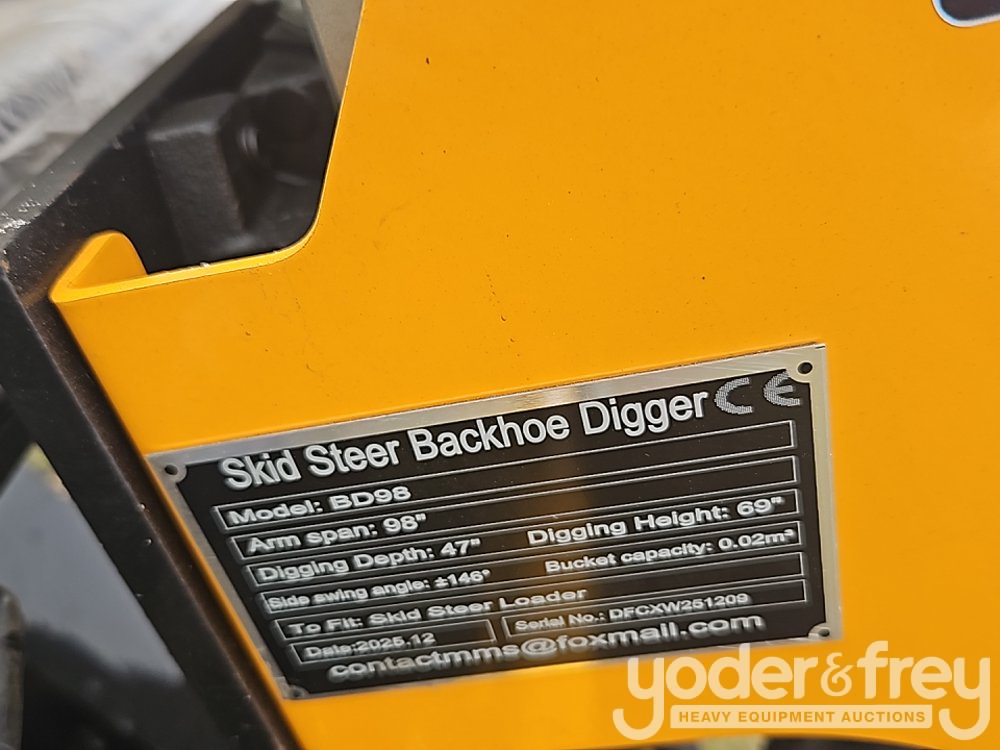 Skid Steer Backhoe Digger CE
Model: BD98
Arm span: 98"
Digging Depth: 47" Digging Height: 69"
Side swing angle: ±146° Bucket capacity: 0.02m³
To Fit: Skid Steer Loader
Date:2025.12 Serial No.: DFCXW251209
contactmms@foxmail.com
yoder&frey
HEAVY EQUIPMENT AUCTIONS